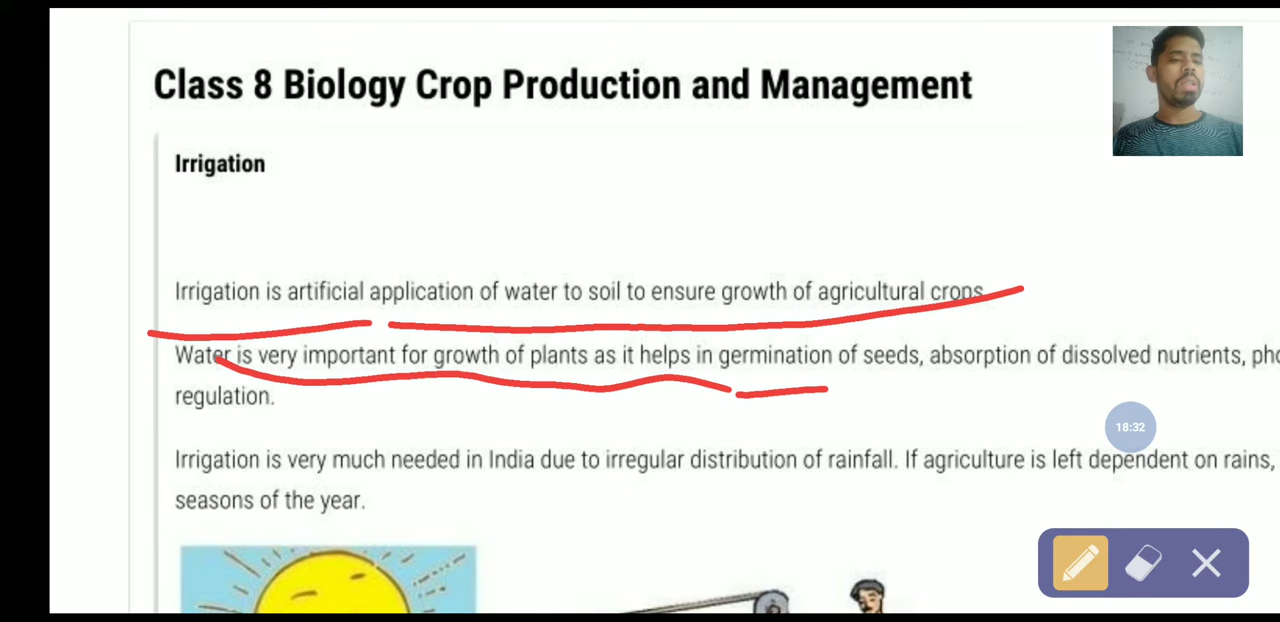 Class 8 Biology Crop Production and Management
Irrigation
Irrigation is artificial application of water to soil to ensure growth of agricultural crops
Water is very important for growth of plants as it helps in germination of seeds, absorption of dissolved nutrients,
regulation.
18:32
Irrigation is very much needed in India due to irregular distribution of rainfall. If agriculture is left dependent on rains,
seasons of the year.